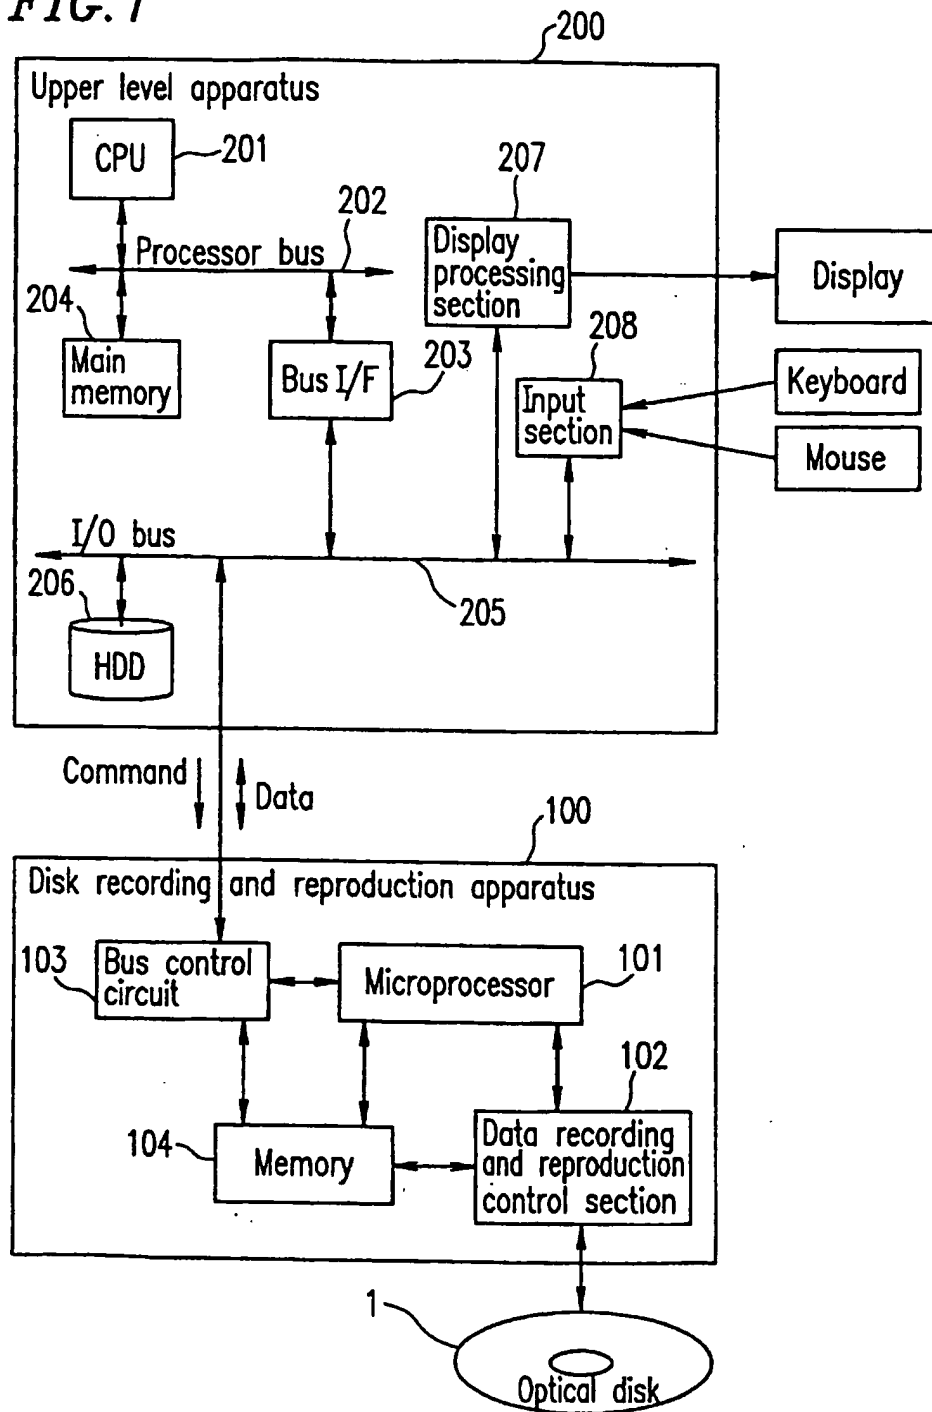 FIG. 7
200
Upper level apparatus
CPU
201
207
202
Processor bus
Display
processing
section
Display
204
208
Main
memory
Bus I/F
203
Input
section
Keyboard
Mouse
I/O bus
206
205
HDD
Command
Data
100
Disk recording and reproduction apparatus
103
Bus control
circuit
Microprocessor
101
102
104
Memory
Data recording
and reproduction
control section
1
Optical disk